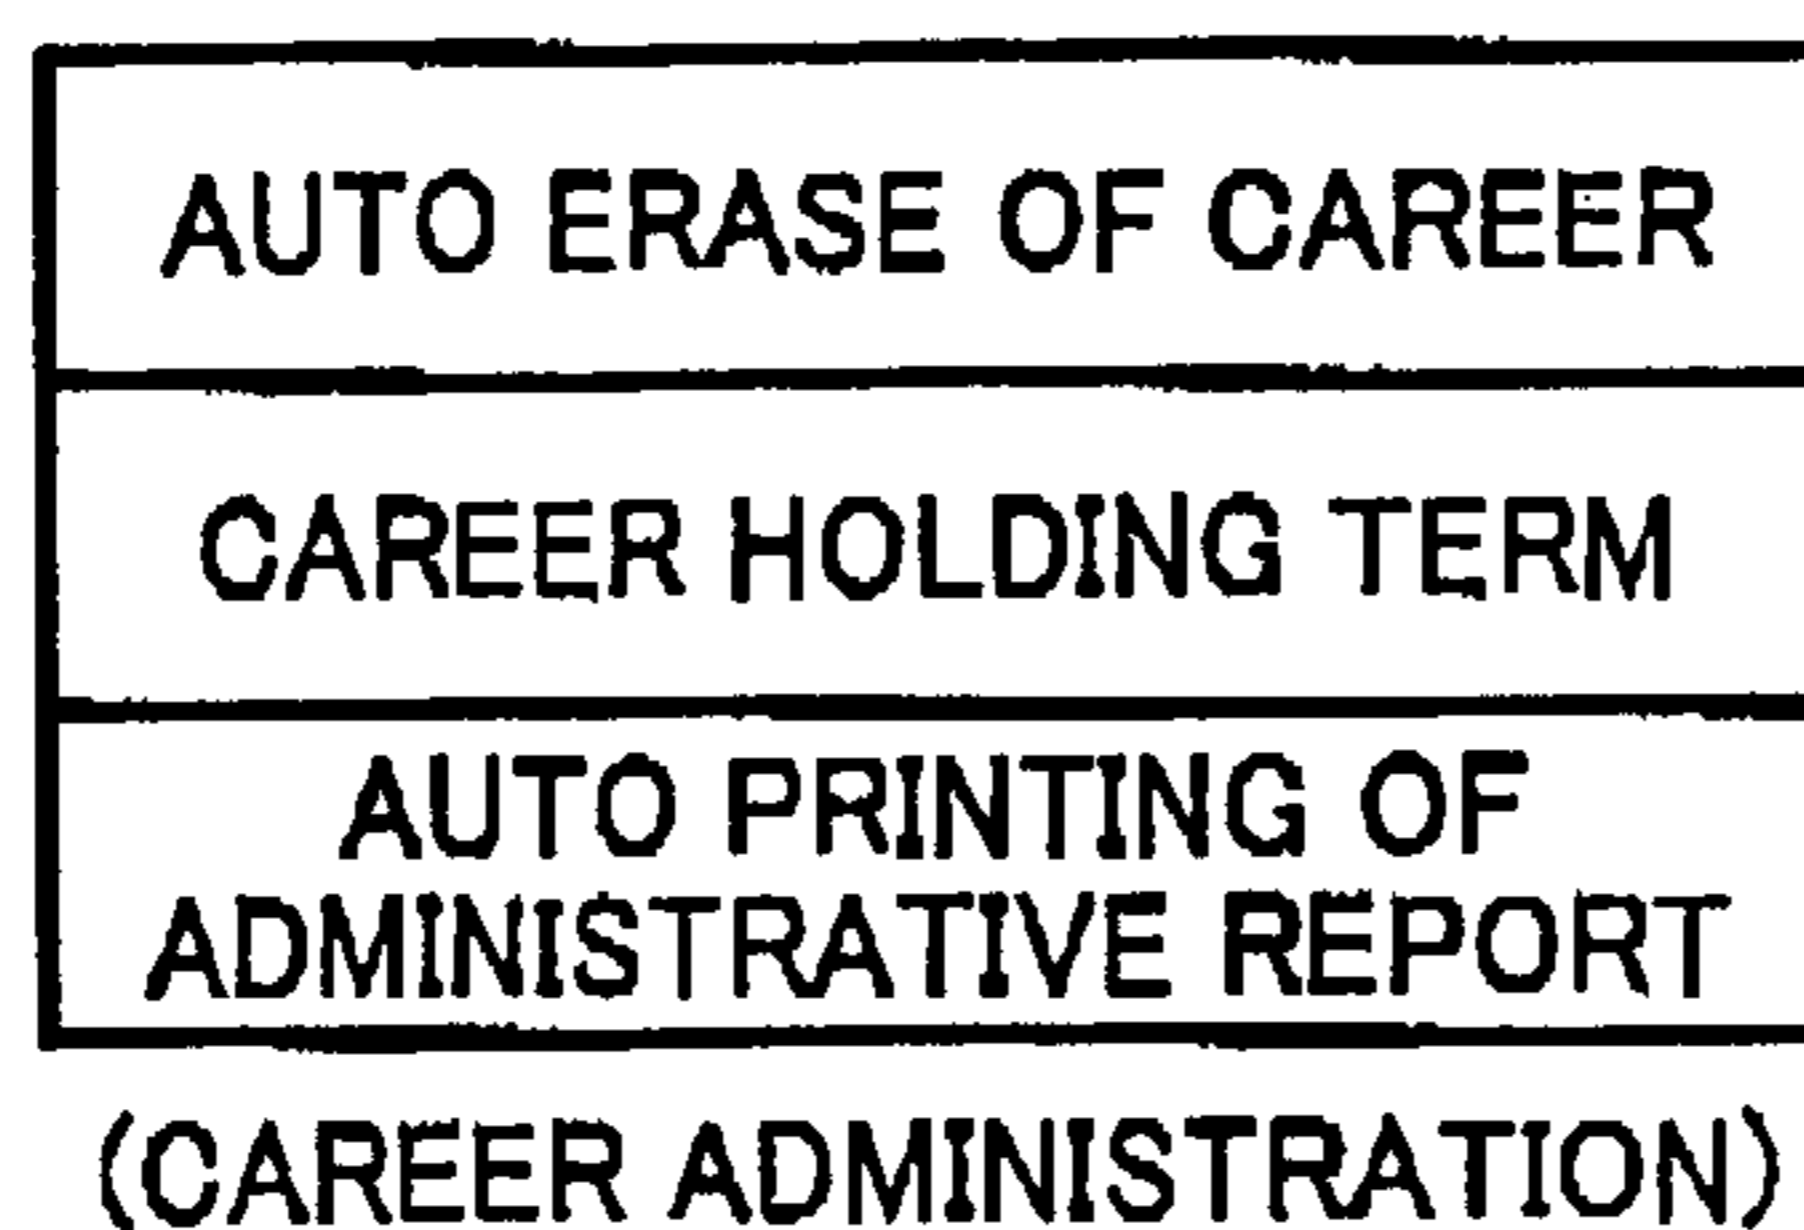 AUTO ERASE OF CAREER
CAREER HOLDING TERM
AUTO PRINTING OF
ADMINISTRATIVE REPORT
(CAREER ADMINISTRATION)